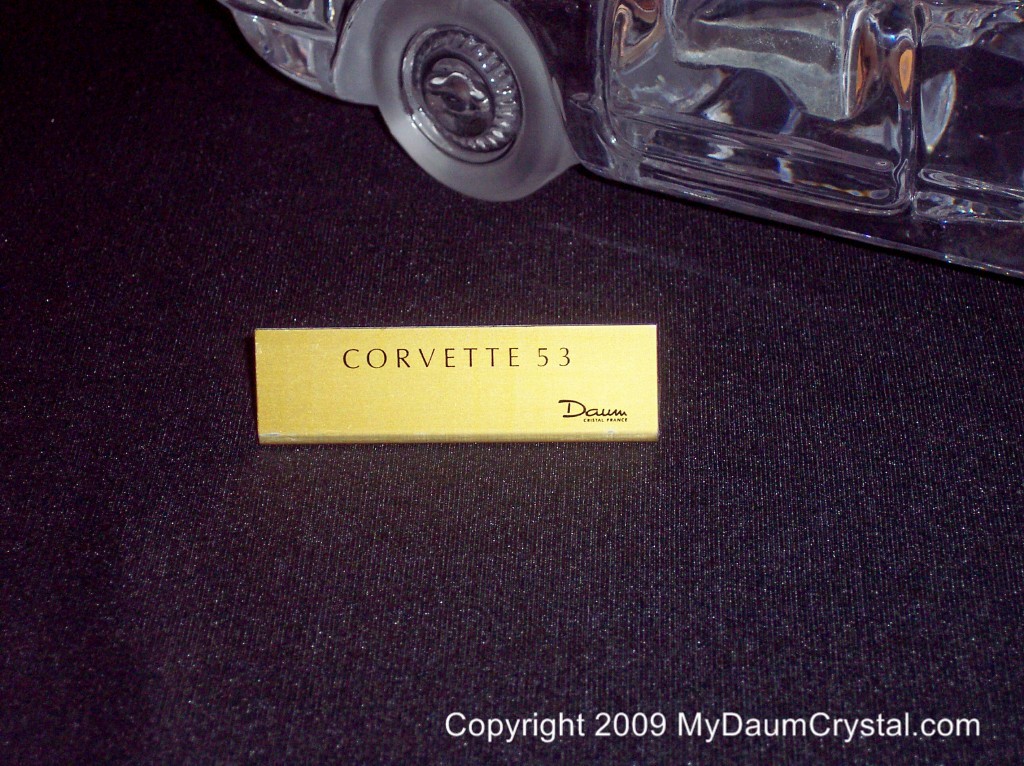 CORVETTE 53
Daum
CRISTAL FRANCE
Copyright 2009 MyDaumCrystal.com